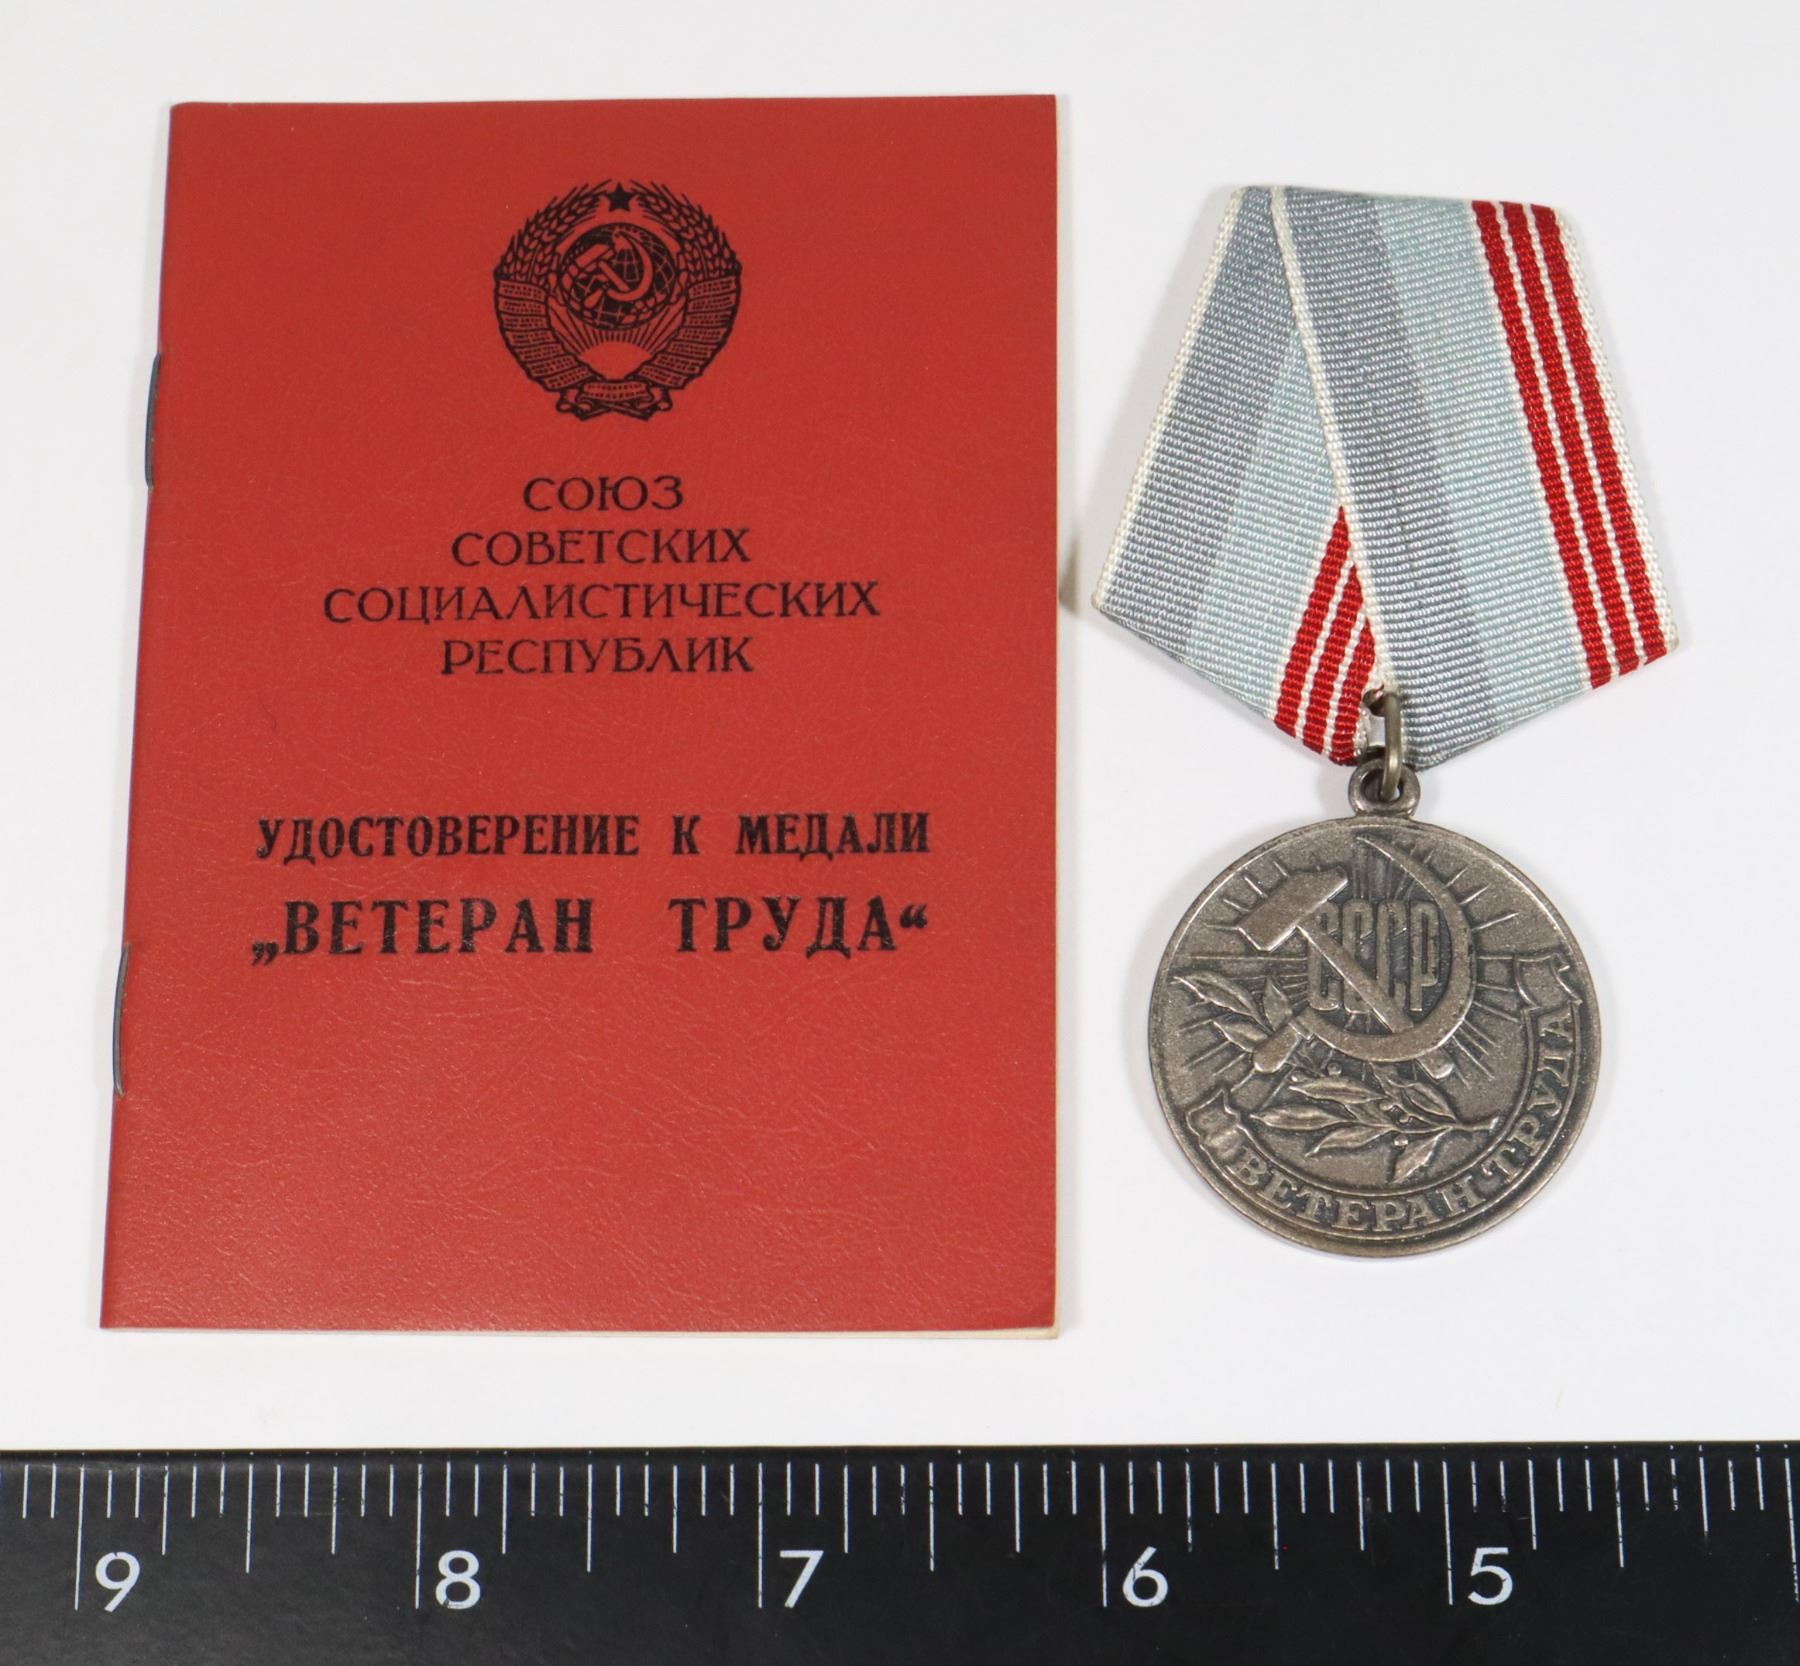 СОЮЗ
СОВЕТСКИХ
СОЦИАЛИСТИЧЕСКИХ
РЕСПУБЛИК
УДОСТОВЕРЕНИЕ К МЕДАЛИ
„ВЕТЕРАН ТРУДА“
СССР
ВЕТЕРАН·ТРУДА
9 8 7 6 5